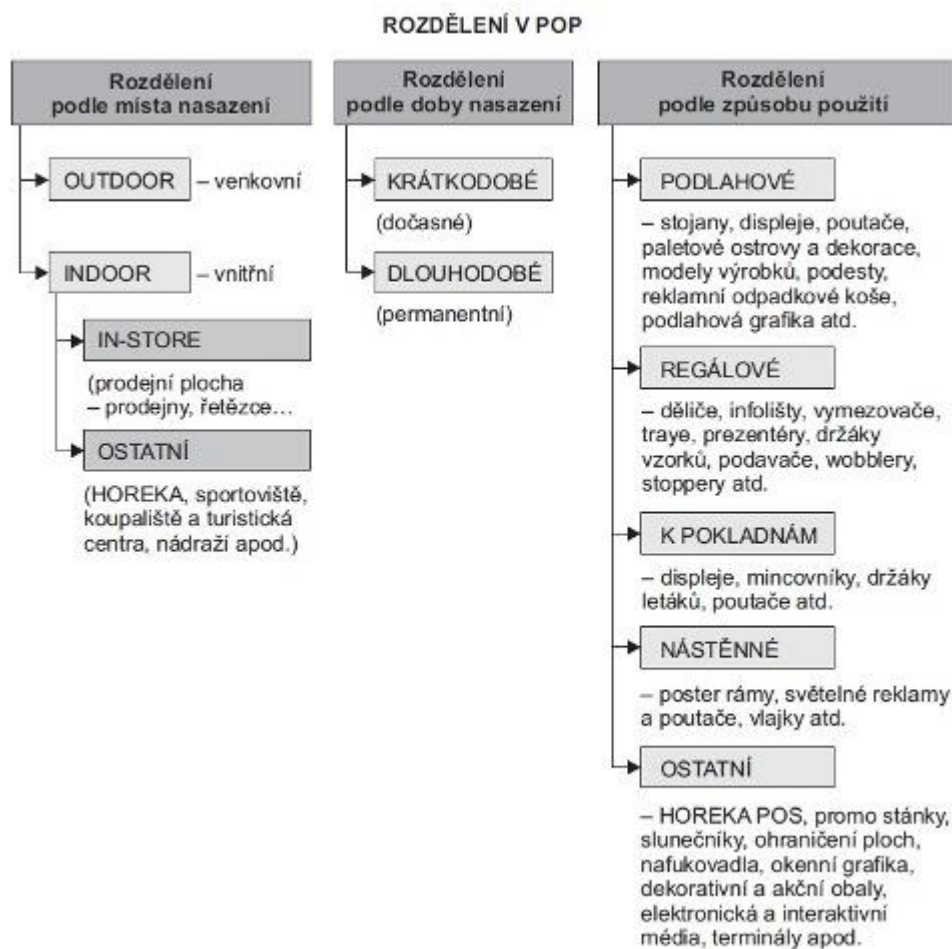 ROZDĚLENÍ V POP
Rozdělení
podle místa nasazení
OUTDOOR – venkovní
INDOOR – vnitřní
IN-STORE
(prodejní plocha
– prodejny, řetězce…
OSTATNÍ
(HOREKA, sportoviště,
koupaliště a turistická
centra, nádraží apod.)
Rozdělení
podle doby nasazení
KRÁTKODOBÉ
(dočasné)
DLOUHODOBÉ
(permanentní)
Rozdělení
podle způsobu použití
PODLAHOVÉ
– stojany, displeje, poutače,
paletové ostrovy a dekorace,
modely výrobků, podesty,
reklamní odpadkové koše,
podlahová grafika atd.
REGÁLOVÉ
– děliče, infolišty, vymezovače,
traye, prezentéry, držáky
vzorků, podavače, wobblery,
stoppery atd.
K POKLADNÁM
– displeje, mincovníky, držáky
letáků, poutače atd.
NÁSTĚNNÉ
– poster rámy, světelné reklamy
a poutače, vlajky atd.
OSTATNÍ
– HOREKA POS, promo stánky,
slunečníky, ohraničení ploch,
nafukovadla, okenní grafika,
dekorativní a akční obaly,
elektronická a interaktivní
média, terminály apod.